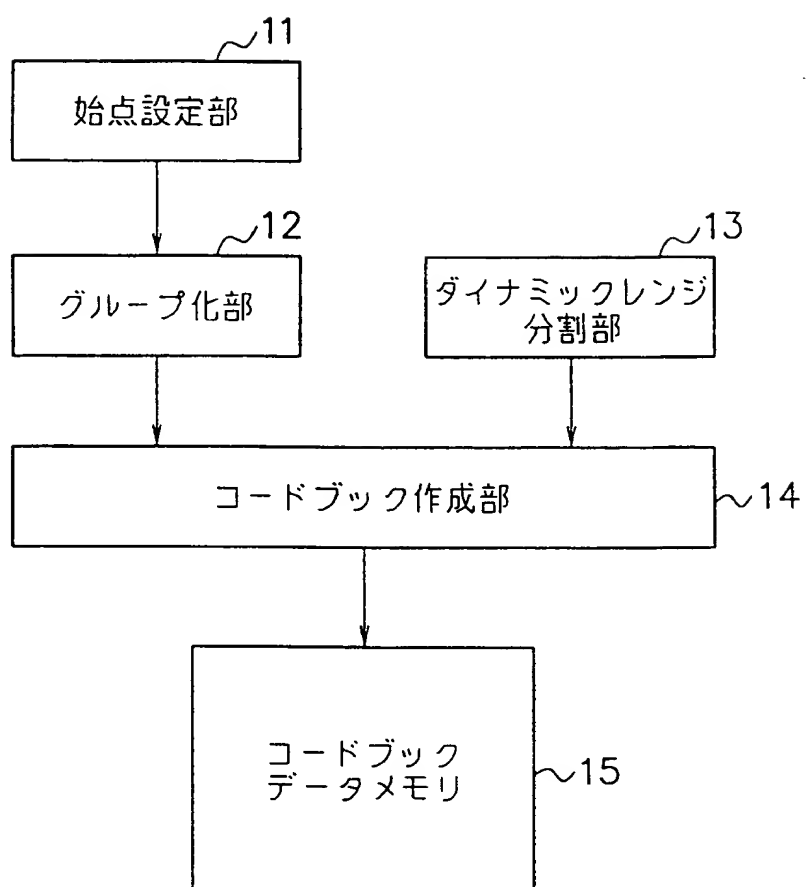 11
始点設定部
12
グループ化部
13
ダイナミックレンジ
分割部
コードブック作成部
14
コードブック
データメモリ
15